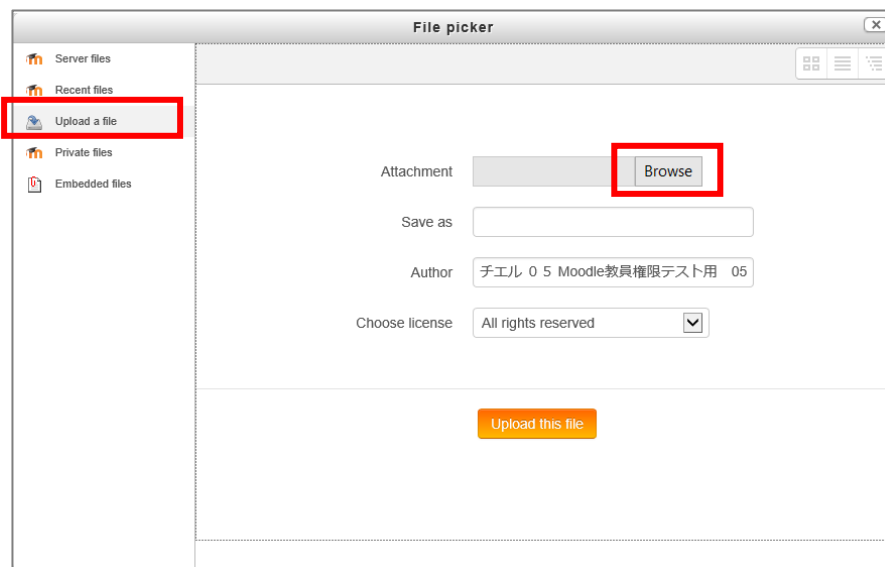 File picker
Server files
Recent files
Upload a file
Private files
Embedded files
Attachment
Browse
Save as
Author
チエル ０５ Moodle教員権限テスト用　05
Choose license
All rights reserved
Upload this file